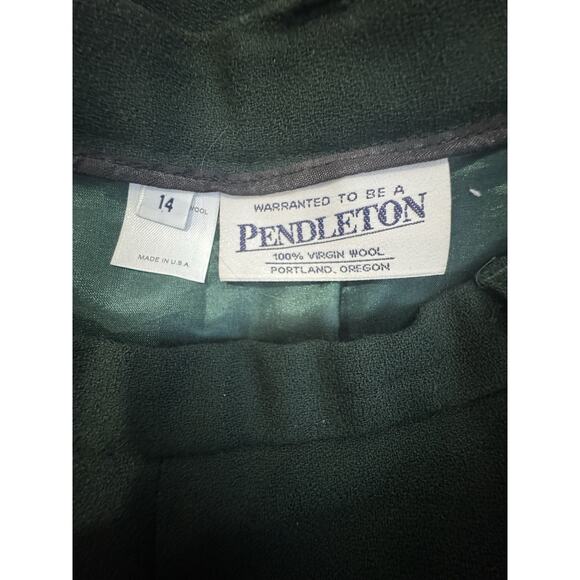 14
WOOL
MADE IN U.S.A.
WARRANTED TO BE A
PENDLETON
100% VIRGIN WOOL
PORTLAND, OREGON